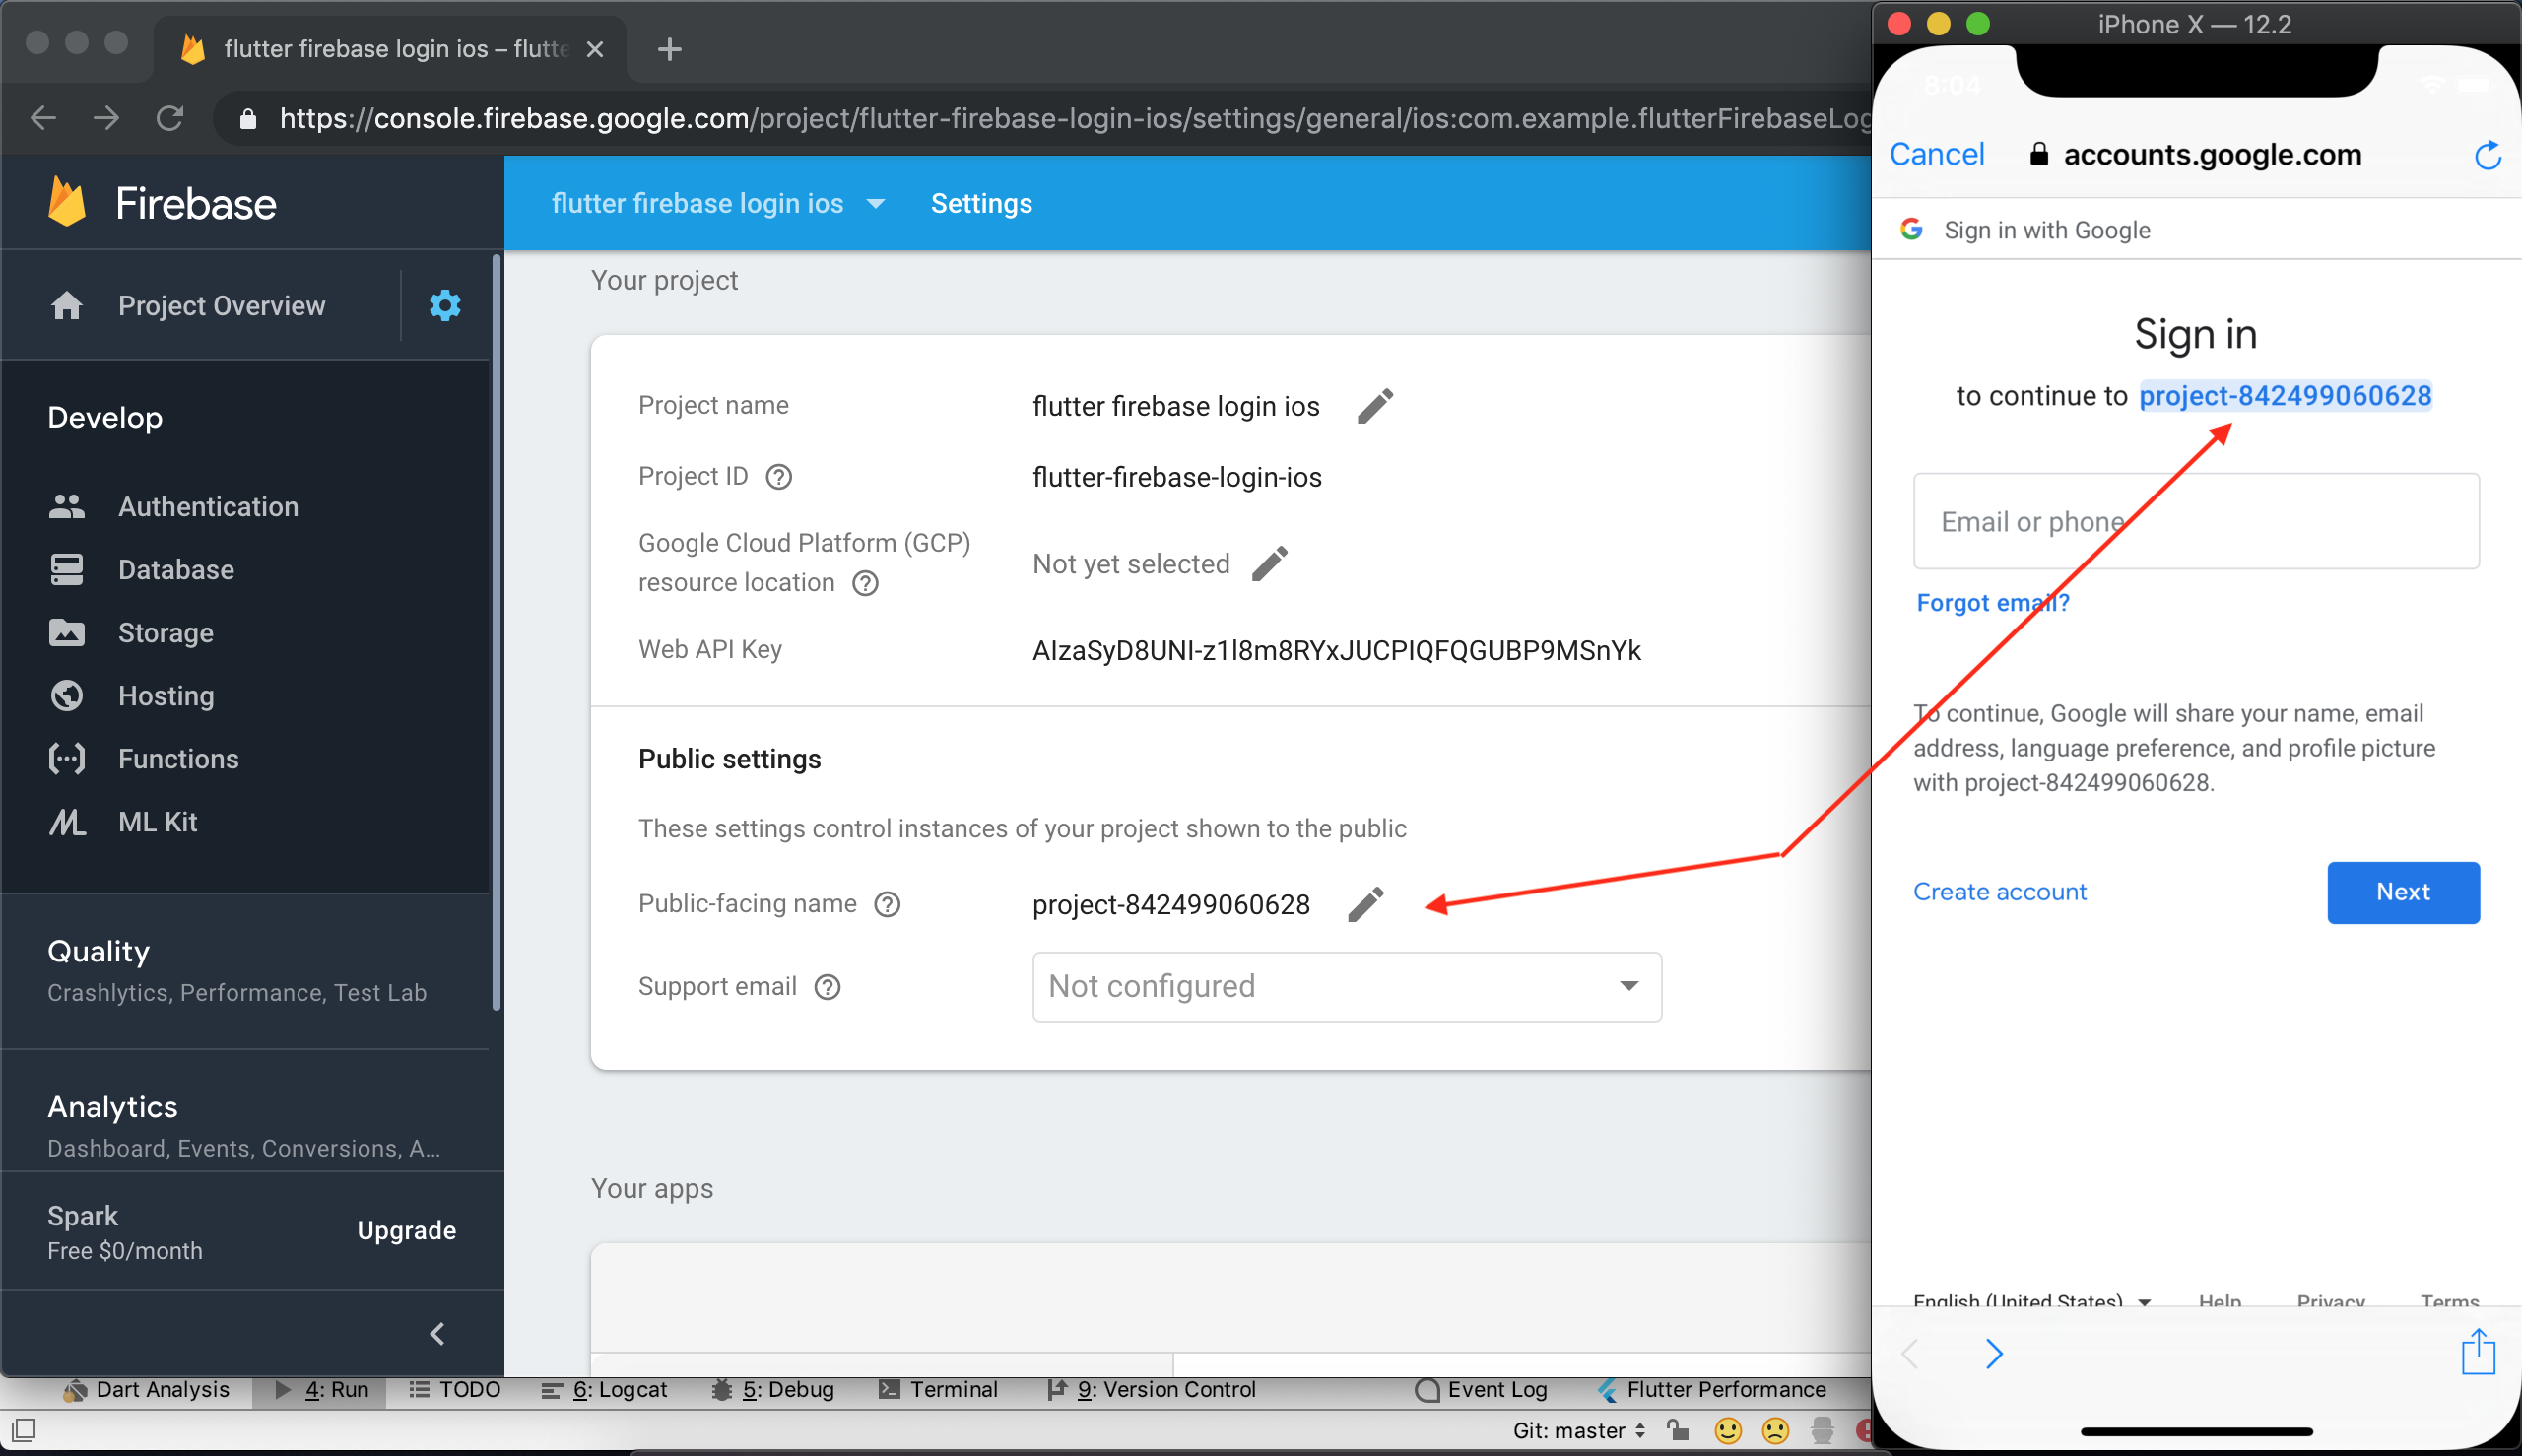 flutter firebase login ios – flutte
https://console.firebase.google.com/project/flutter-firebase-login-ios/settings/general/ios:com.example.flutterFirebaseLog
Firebase
Project Overview
Develop
Authentication
Database
Storage
Hosting
Functions
ML Kit
Quality
Crashlytics, Performance, Test Lab
Analytics
Dashboard, Events, Conversions, A...
Spark
Free $0/month
Upgrade
flutter firebase login ios
Settings
Your project
Project name
flutter firebase login ios
Project ID
flutter-firebase-login-ios
Google Cloud Platform (GCP)
resource location
Not yet selected
Web API Key
AIzaSyD8UNI-z1l8m8RYxJUCPIQFQGUBP9MSnYk
Public settings
These settings control instances of your project shown to the public
Public-facing name
project-842499060628
Support email
Not configured
Your apps
iPhone X — 12.2
8:04
Cancel
accounts.google.com
Sign in with Google
Sign in
to continue to project-842499060628
Email or phone
Forgot email?
To continue, Google will share your name, email
address, language preference, and profile picture
with project-842499060628.
Create account
Next
English (United States)
Help
Privacy
Terms
Dart Analysis
4: Run
TODO
6: Logcat
5: Debug
Terminal
9: Version Control
Event Log
Flutter Performance
Git: master